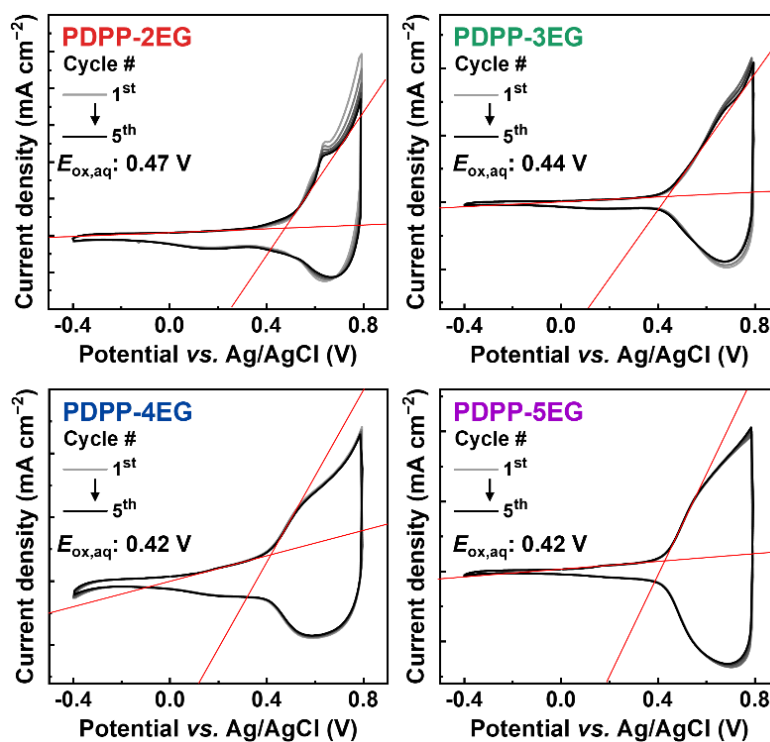 PDPP-2EG
Cycle #
1st
5th
Eox,aq: 0.47 V
Current density (mA cm−2)
-0.4 0.0 0.4 0.8
Potential vs. Ag/AgCl (V)
PDPP-3EG
Cycle #
1st
5th
Eox,aq: 0.44 V
Current density (mA cm−2)
-0.4 0.0 0.4 0.8
Potential vs. Ag/AgCl (V)
PDPP-4EG
Cycle #
1st
5th
Eox,aq: 0.42 V
Current density (mA cm−2)
-0.4 0.0 0.4 0.8
Potential vs. Ag/AgCl (V)
PDPP-5EG
Cycle #
1st
5th
Eox,aq: 0.42 V
Current density (mA cm−2)
-0.4 0.0 0.4 0.8
Potential vs. Ag/AgCl (V)